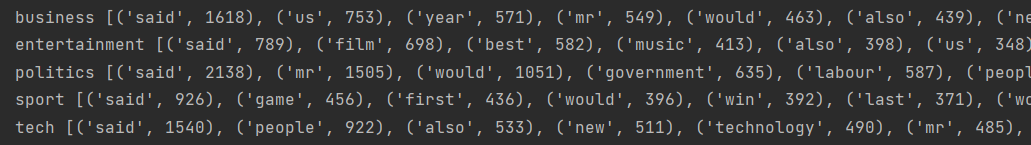 business [('said', 1618), ('us', 753), ('year', 571), ('mr', 549), ('would', 463), ('also', 439), ('ne
entertainment [('said', 789), ('film', 698), ('best', 582), ('music', 413), ('also', 398), ('us', 348)
politics [('said', 2138), ('mr', 1505), ('would', 1051), ('government', 635), ('labour', 587), ('peopl
sport [('said', 926), ('game', 456), ('first', 436), ('would', 396), ('win', 392), ('last', 371), ('wo
tech [('said', 1540), ('people', 922), ('also', 533), ('new', 511), ('technology', 490), ('mr', 485),